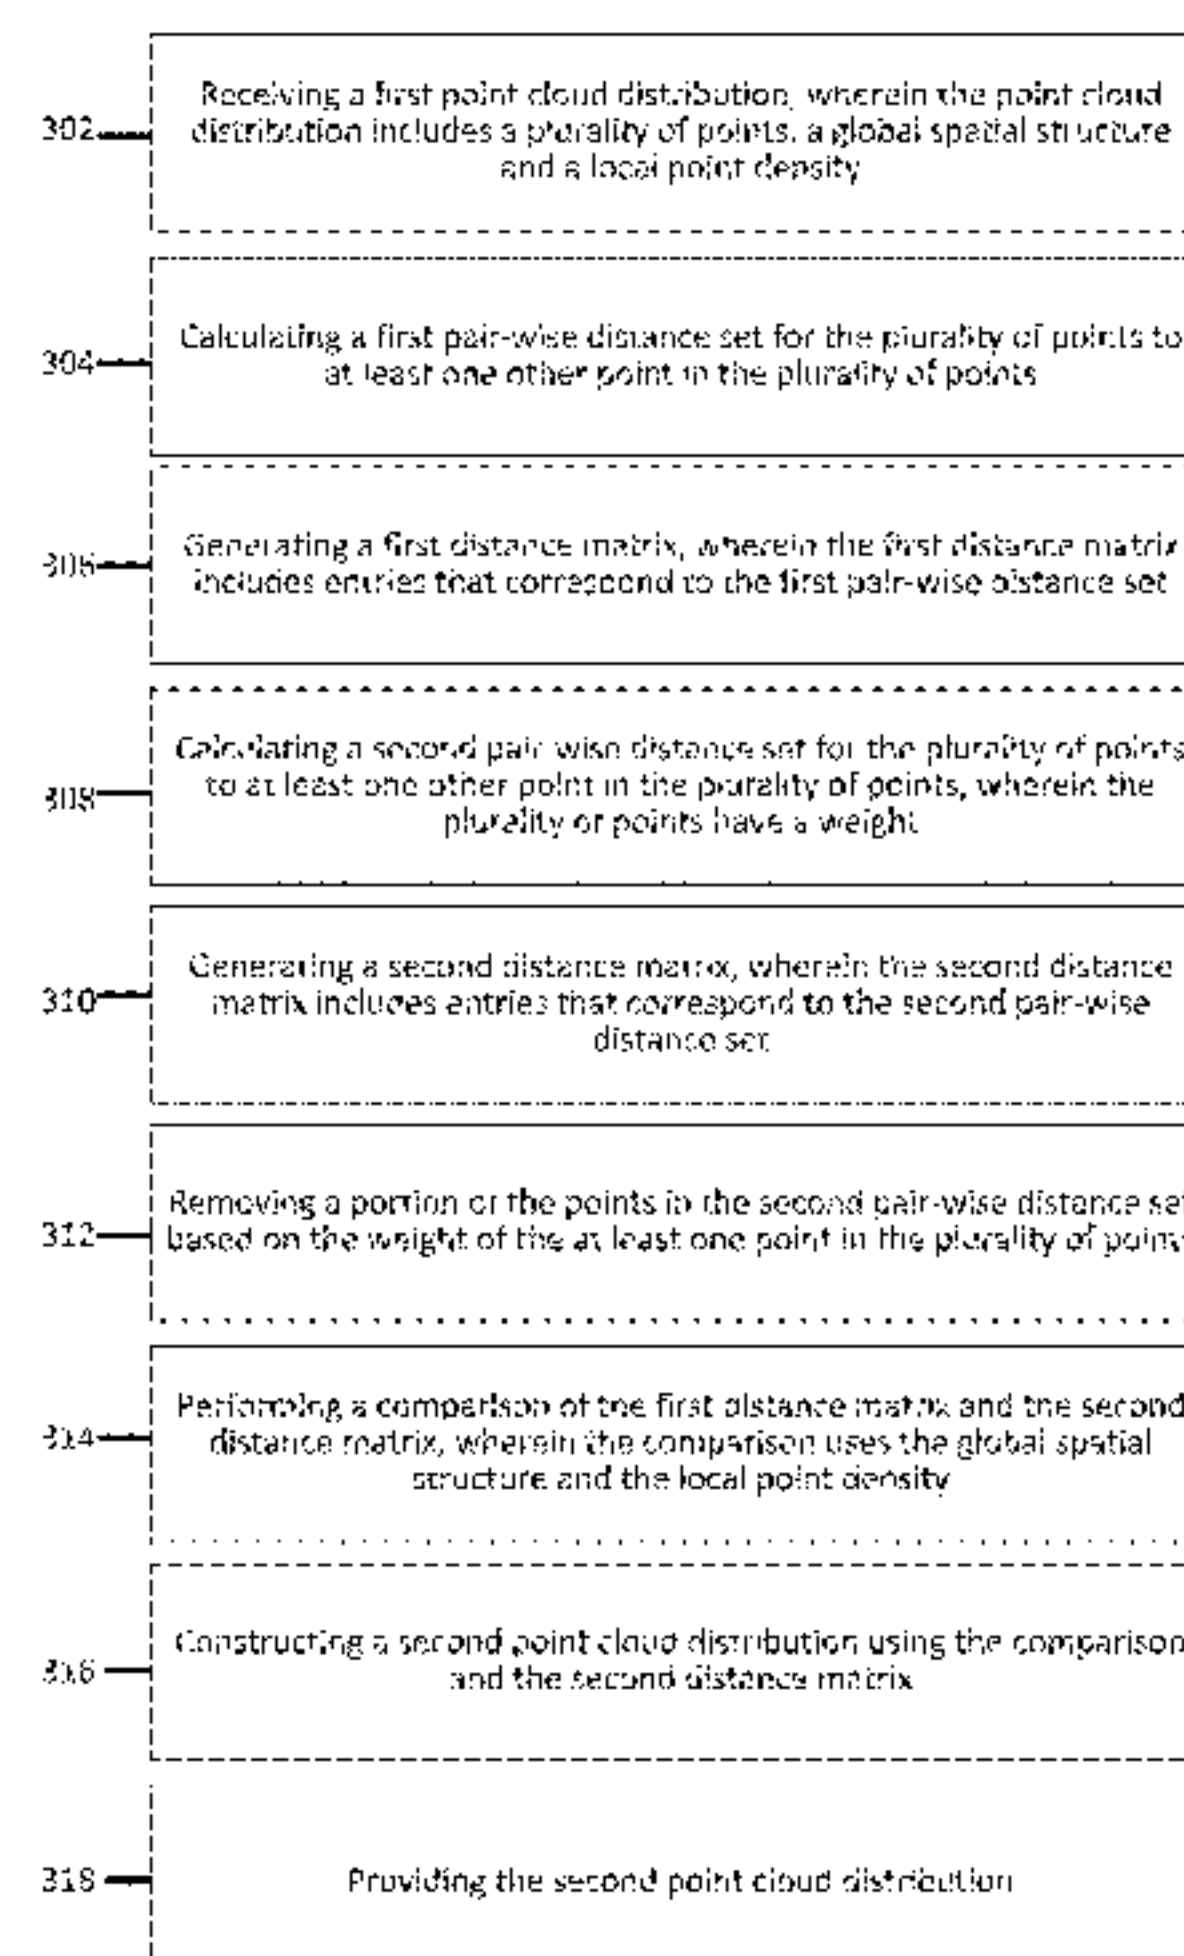 302
Receiving a first point cloud distribution, wherein the point cloud
distribution includes a plurality of points, a global spatial structure
and a local point density
304
Calculating a first pair-wise distance set for the plurality of points to
at least one other point in the plurality of points
306
Generating a first distance matrix, wherein the first distance matrix
includes entries that correspond to the first pair-wise distance set
308
Calculating a second pair wise distance set for the plurality of points
to at least one other point in the plurality of points, wherein the
plurality of points have a weight
310
Generating a second distance matrix, wherein the second distance
matrix includes entries that correspond to the second pair-wise
distance set
312
Removing a portion of the points in the second pair-wise distance set
based on the weight of the at least one point in the plurality of points
314
Performing a comparison of the first distance matrix and the second
distance matrix, wherein the comparison uses the global spatial
structure and the local point density
316
Constructing a second point cloud distribution using the comparison
and the second distance matrix
318
Providing the second point cloud distribution